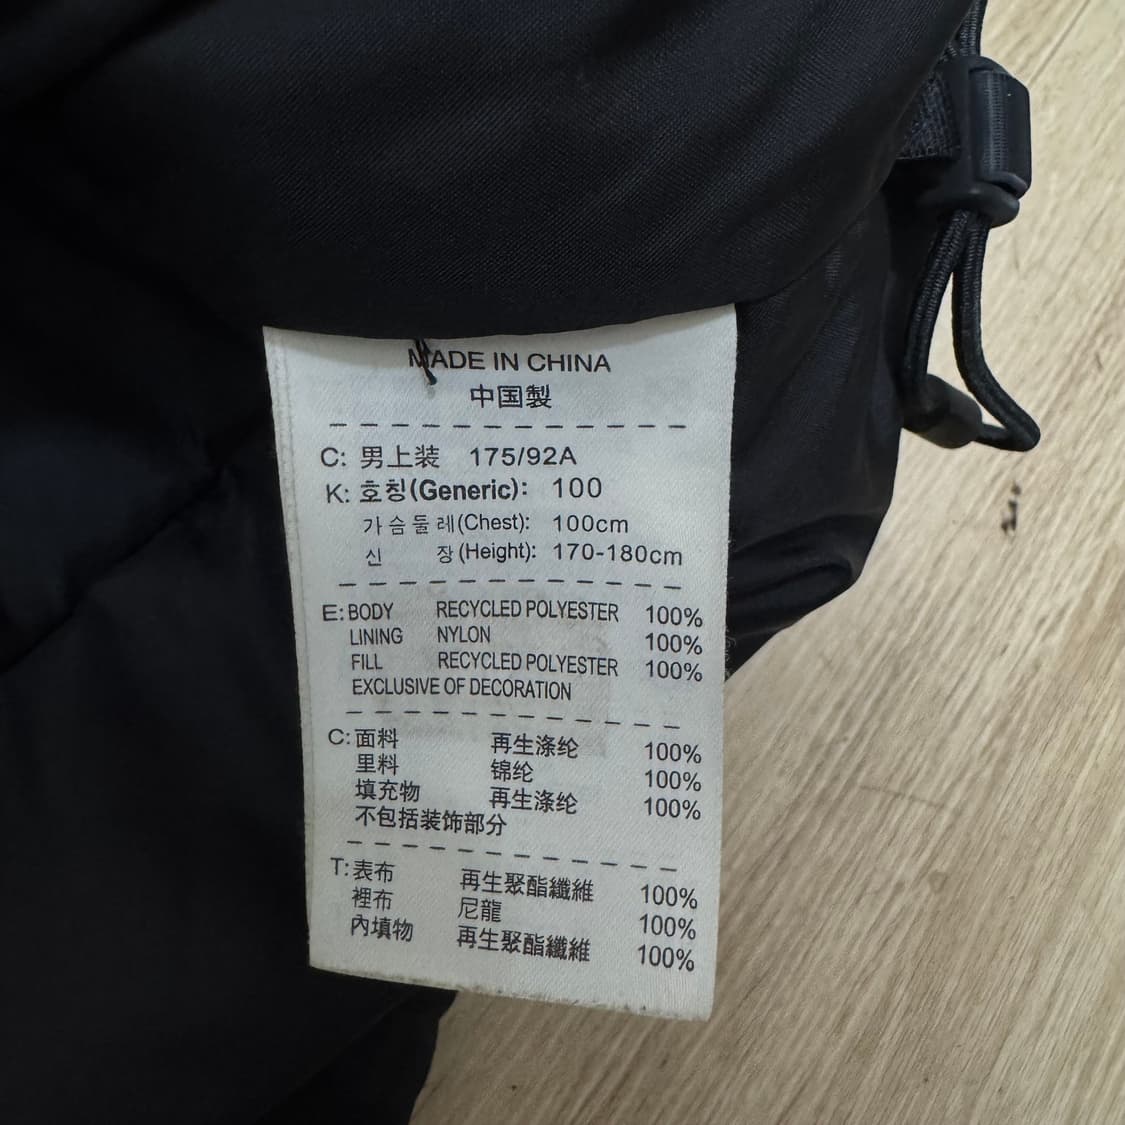 MADE IN CHINA
中国製
C: 男上装 175/92A
K: 호칭(Generic): 100
가슴둘레(Chest): 100cm
신 장(Height): 170-180cm
E: BODY RECYCLED POLYESTER 100%
LINING NYLON 100%
FILL RECYCLED POLYESTER 100%
EXCLUSIVE OF DECORATION
C: 面料 再生涤纶 100%
里料 锦纶 100%
填充物 再生涤纶 100%
不包括装饰部分
T: 表布 再生聚酯纖維 100%
裡布 尼龍 100%
內填物 再生聚酯纖維 100%